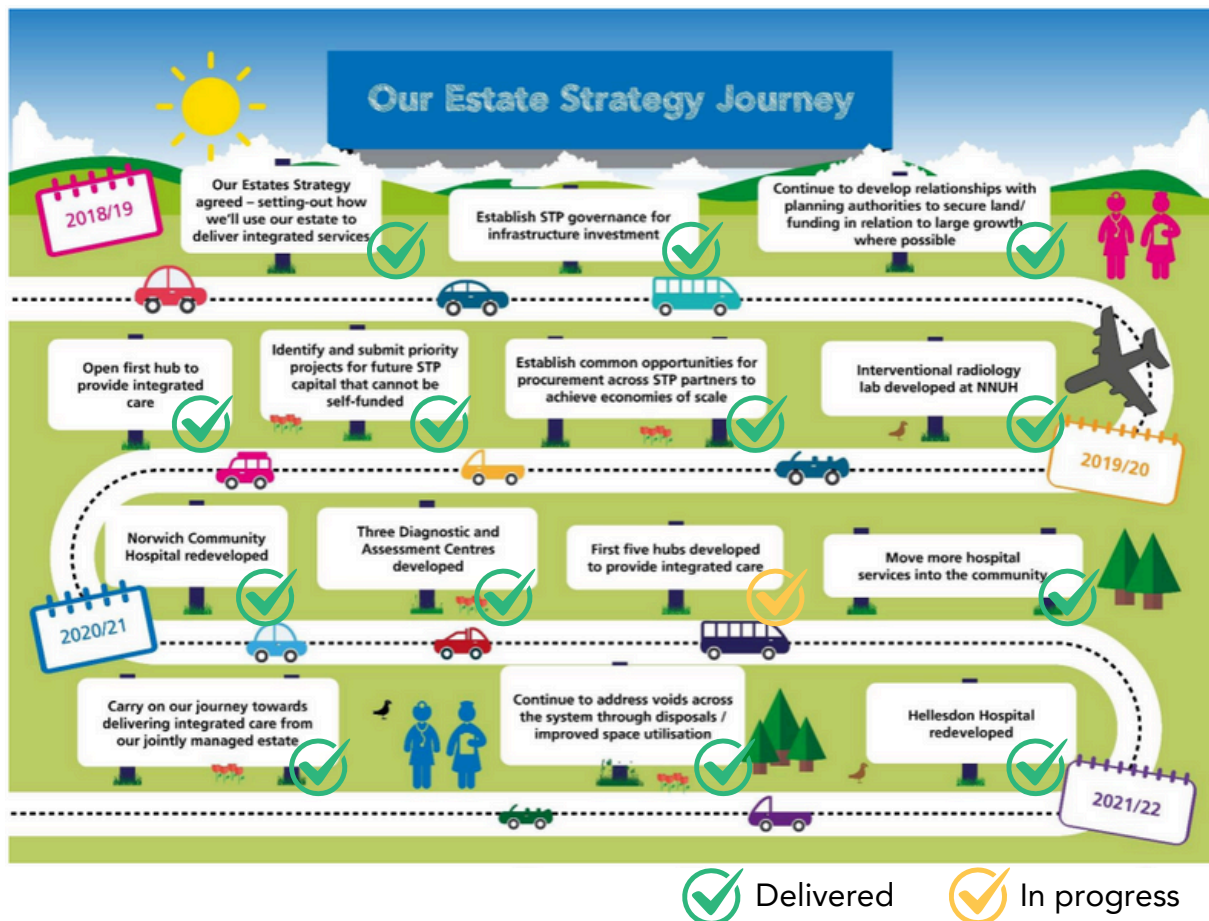 Our Estate Strategy Journey
2018/19
Our Estates Strategy
agreed – setting-out how
we'll use our estate to
deliver integrated services
Establish STP governance for
infrastructure investment
Continue to develop relationships with
planning authorities to secure land/
funding in relation to large growth
where possible
Open first hub to
provide integrated
care
Identify and submit priority
projects for future STP
capital that cannot be
self-funded
Establish common opportunities for
procurement across STP partners to
achieve economies of scale
Interventional radiology
lab developed at NNUH
2019/20
Norwich Community
Hospital redeveloped
Three Diagnostic and
Assessment Centres
developed
First five hubs developed
to provide integrated care
Move more hospital
services into the community
2020/21
Carry on our journey towards
delivering integrated care from
our jointly managed estate
Continue to address voids across
the system through disposals /
improved space utilisation
Hellesdon Hospital
redeveloped
2021/22
Delivered
In progress